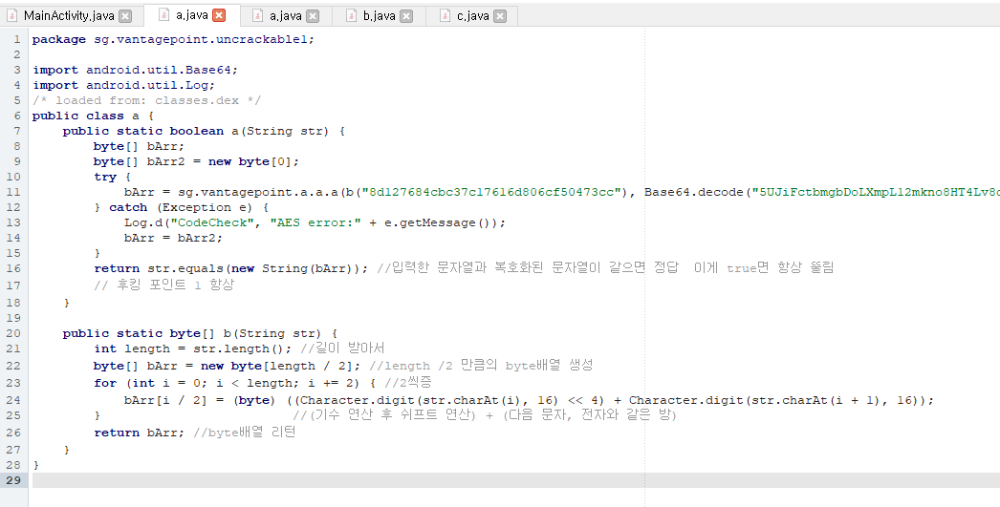 MainActivity.java a.java a.java b.java c.java
1 package sg.vantagepoint.uncrackable1;
2
3 import android.util.Base64;
4 import android.util.Log;
5 /* loaded from: classes.dex */
6 public class a {
7 public static boolean a(String str) {
8 byte[] bArr;
9 byte[] bArr2 = new byte[0];
10 try {
11 bArr = sg.vantagepoint.a.a.a(b("8d127684cbc37c17616d806cf50473cc"), Base64.decode("5UJiFctbmgbDoLXmpL12mkno8HT4Lv8d
12 } catch (Exception e) {
13 Log.d("CodeCheck", "AES error:" + e.getMessage());
14 bArr = bArr2;
15 }
16 return str.equals(new String(bArr)); //입력한 문자열과 복호화된 문자열이 같으면 정답 이게 true면 항상 뚫림
17 // 후킹 포인트 1 항상
18 }
19
20 public static byte[] b(String str) {
21 int length = str.length(); //길이 받아서
22 byte[] bArr = new byte[length / 2]; //length /2 만큼의 byte배열 생성
23 for (int i = 0; i < length; i += 2) { //2씩증
24 bArr[i / 2] = (byte) ((Character.digit(str.charAt(i), 16) << 4) + Character.digit(str.charAt(i + 1), 16));
25 } //(기수 연산 후 쉬프트 연산) + (다음 문자, 전자와 같은 방)
26 return bArr; //byte배열 리턴
27 }
28 }
29